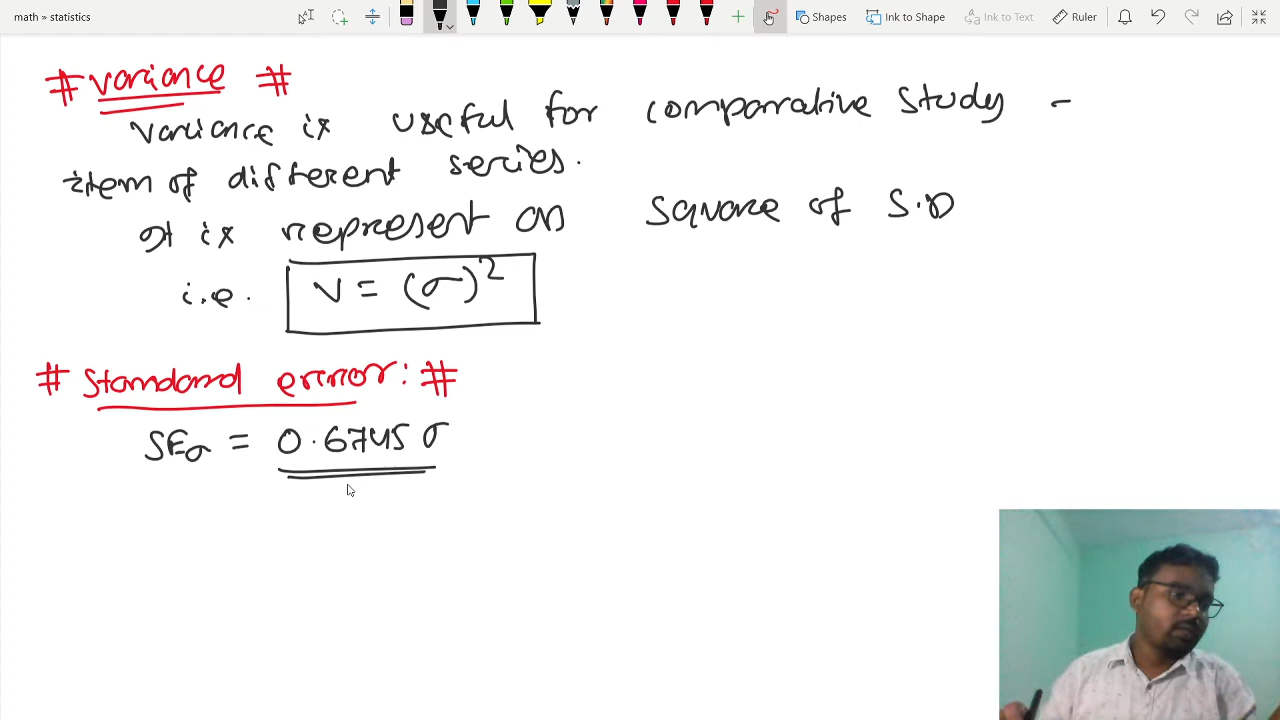 math » statistics
Shapes
Ink to Shape
Ink to Text
Ruler
# Variance #
Variance is useful for comparative study -
item of different series.
It is represent as square of S.D
i.e. V = (σ)²
# Standard error: #
SEσ = 0.6745 σ